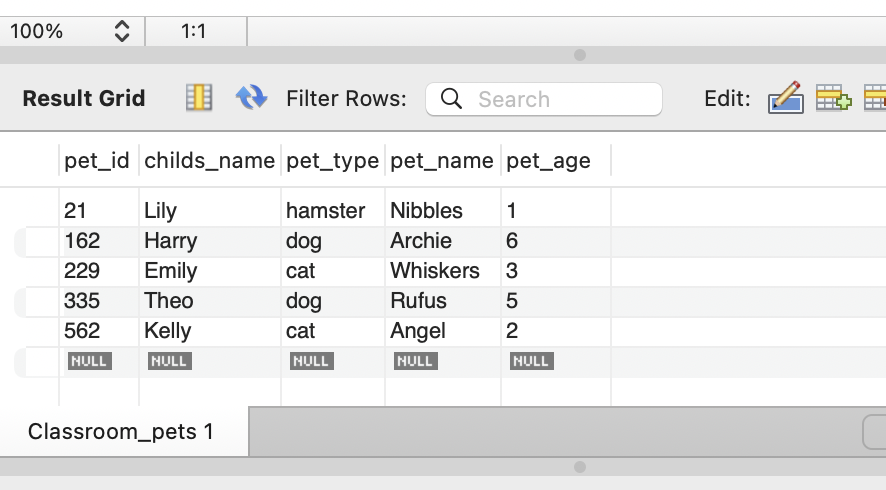 100% 1:1
Result Grid Filter Rows: Search Edit:
pet_id childs_name pet_type pet_name pet_age
21 Lily hamster Nibbles 1
162 Harry dog Archie 6
229 Emily cat Whiskers 3
335 Theo dog Rufus 5
562 Kelly cat Angel 2
NULL NULL NULL NULL NULL
Classroom_pets 1